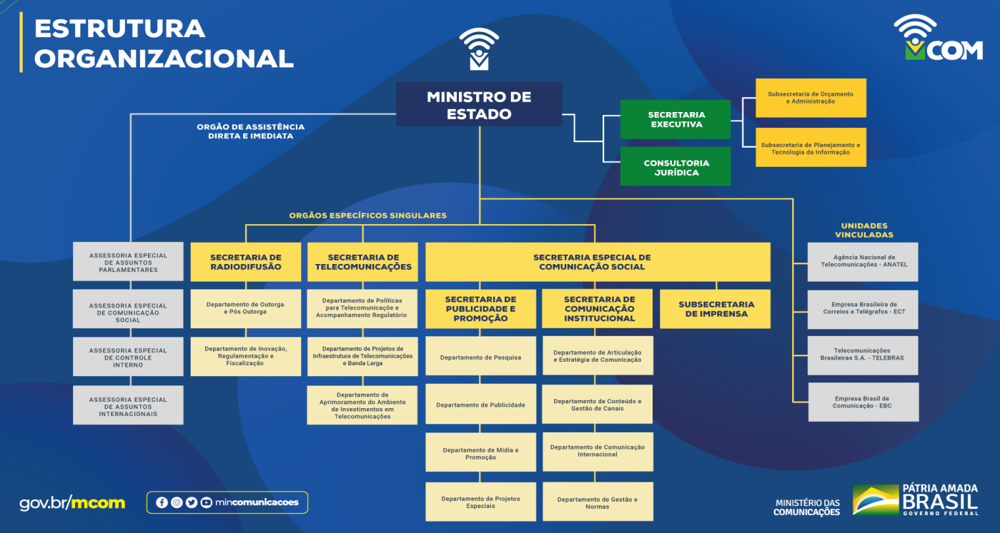 ESTRUTURA
ORGANIZACIONAL
COM
MINISTRO DE
ESTADO
ORGÃO DE ASSISTÊNCIA
DIRETA E IMEDIATA
SECRETARIA
EXECUTIVA
CONSULTORIA
JURÍDICA
Subsecretaria de Orçamento
e Administração
Subsecretaria de Planejamento e
Tecnologia da Informação
ORGÃOS ESPECÍFICOS SINGULARES
UNIDADES
VINCULADAS
ASSESSORIA ESPECIAL
DE ASSUNTOS
PARLAMENTARES
ASSESSORIA ESPECIAL
DE COMUNICAÇÃO
SOCIAL
ASSESSORIA ESPECIAL
DE CONTROLE
INTERNO
ASSESSORIA ESPECIAL
DE ASSUNTOS
INTERNACIONAIS
SECRETARIA DE
RADIODIFUSÃO
Departamento de Outorga
e Pós Outorga
Departamento de Inovação,
Regulamentação e
Fiscalização
SECRETARIA DE
TELECOMUNICAÇÕES
Departamento de Políticas
para Telecomunicaçõe e
Acompanhamento Regulatório
Departamento de Projetos de
Infraestrutura de Telecomunicações
e Banda Larga
Departamento de
Aprimoramento do Ambiente
de Investimentos em
Telecomunicações
SECRETARIA ESPECIAL DE
COMUNICAÇÃO SOCIAL
SECRETARIA DE
PUBLICIDADE E
PROMOÇÃO
Departamento de Pesquisa
Departamento de Publicidade
Departamento de Mídia e
Promoção
Departamento de Projetos
Especiais
SECRETARIA DE
COMUNICAÇÃO
INSTITUCIONAL
Departamento de Articulação
e Estratégia de Comunicação
Departamento de Conteúdo e
Gestão de Canais
Departamento de Comunicação
Internacional
Departamento de Gestão e
Normas
SUBSECRETARIA
DE IMPRENSA
Agência Nacional de
Telecomunicações - ANATEL
Empresa Brasileira de
Correios e Telégrafos - ECT
Telecomunicações
Brasileiras S.A. - TELEBRAS
Empresa Brasil de
Comunicação - EBC
gov.br/mcom
mincomunicacoes
MINISTÉRIO DAS
COMUNICAÇÕES
PÁTRIA AMADA
BRASIL
GOVERNO FEDERAL